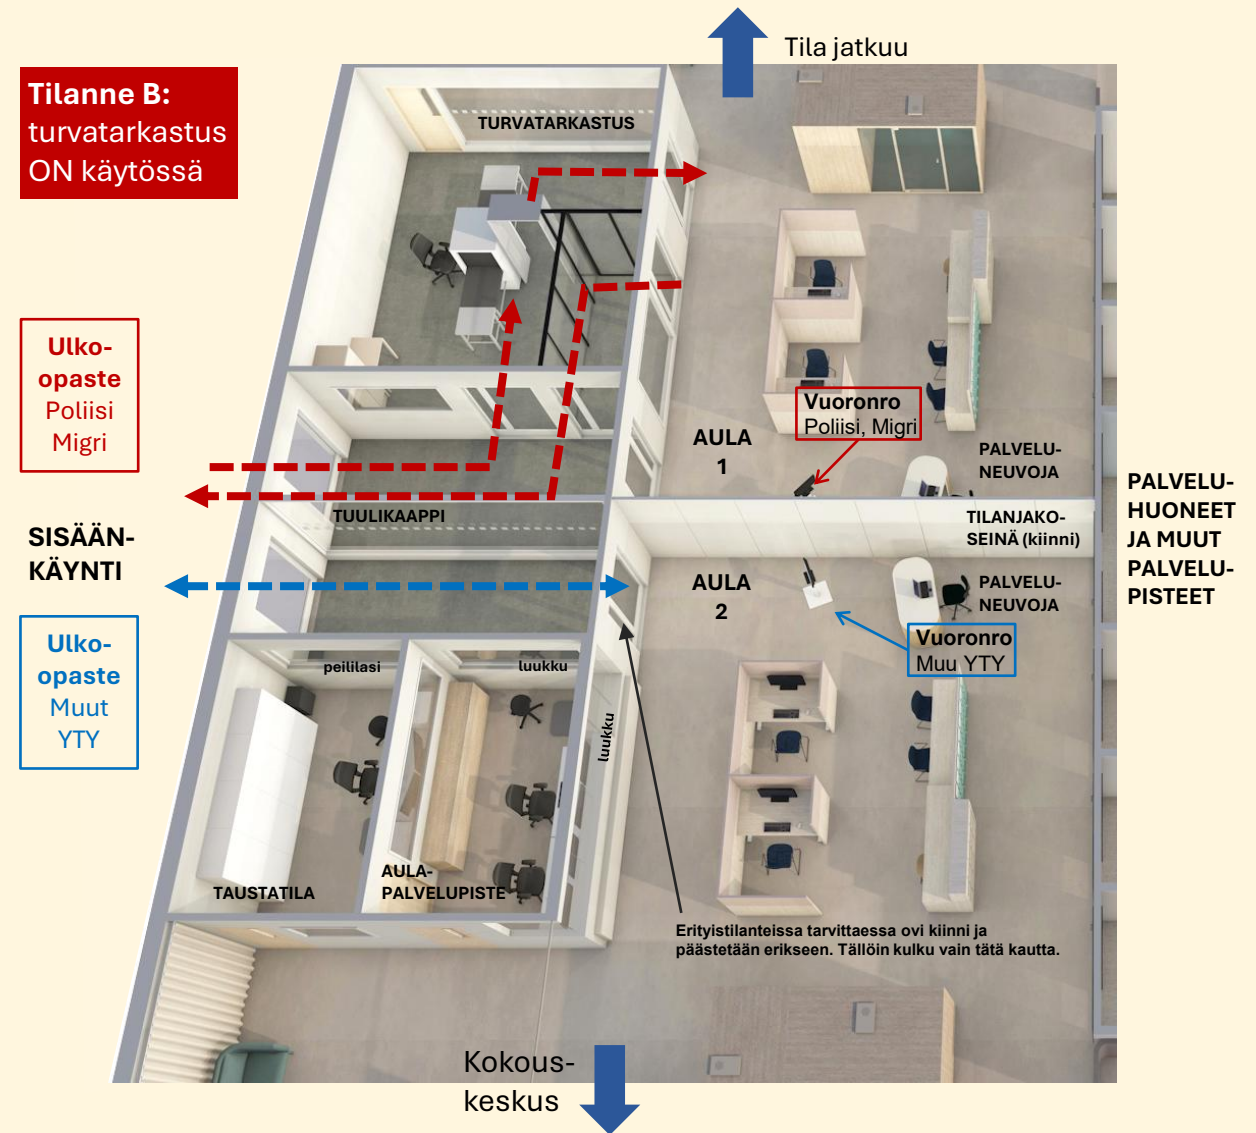 Tila jatkuu
Tilanne B:
turvatarkastus
ON käytössä
TURVATARKASTUS
Ulko-
opaste
Poliisi
Migri
Vuoronro
Poliisi, Migri
AULA
1
PALVELU-
NEUVOJA
PALVELU-
HUONEET
JA MUUT
PALVELU-
PISTEET
TUULIKAAPPI
TILANJAKO-
SEINÄ (kiinni)
SISÄÄN-
KÄYNTI
AULA
2
PALVELU-
NEUVOJA
Ulko-
opaste
Muut
YTY
Vuoronro
Muu YTY
peililasi
luukku
luukku
TAUSTATILA
AULA-
PALVELUPISTE
Erityistilanteissa tarvittaessa ovi kiinni ja
päästetään erikseen. Tällöin kulku vain tätä kautta.
Kokous-
keskus